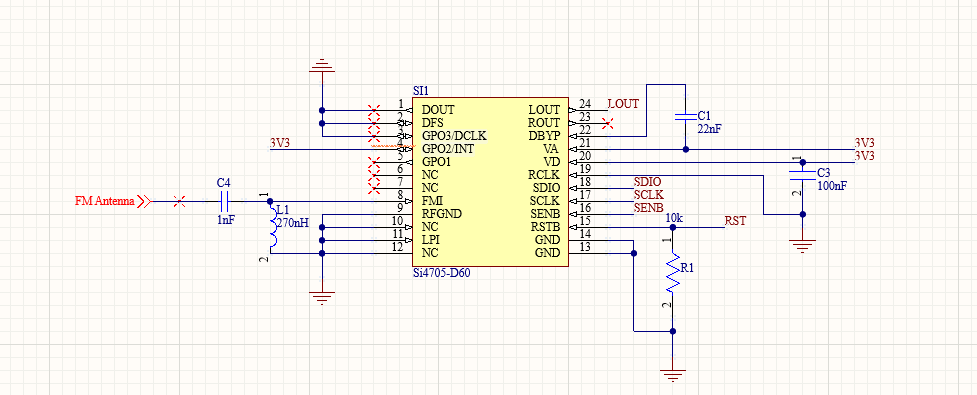 SI1
1 DOUT LOUT 24 LOUT
2 DFS ROUT 23
3 GPO3/DCLK DBYP 22
C1
22nF
3V3 4 GPO2/INT VA 21 3V3
5 GPO1 VD 20 3V3
6 NC RCLK 19
1 C3
2 100nF
7 NC SDIO 18 SDIO
8 FMI SCLK 17 SCLK
9 RFGND SENB 16 SENB
10 NC RSTB 15 10k RST
11 LPI GND 14
12 NC GND 13
Si4705-D60
FM Antenna
C4
1nF
1
L1
270nH
2
1
R1
2